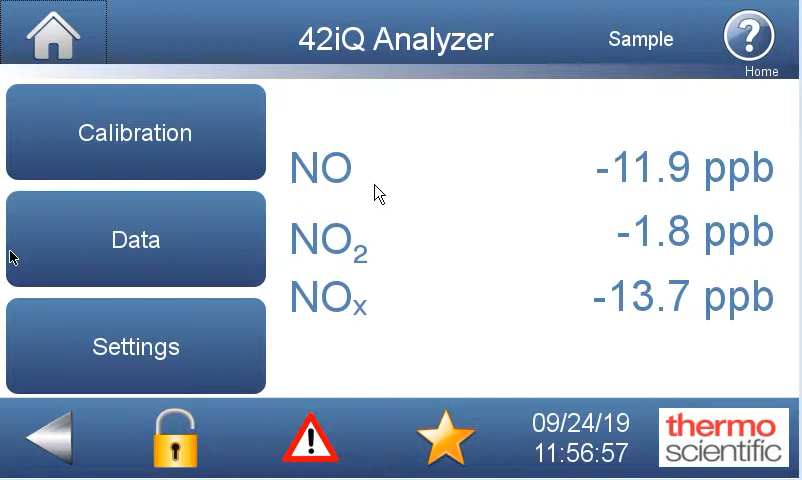 42iQ Analyzer
Sample
?
Home
Calibration
NO -11.9 ppb
Data
NO₂ -1.8 ppb
NOₓ -13.7 ppb
Settings
!
09/24/19
11:56:57
thermo
scientific